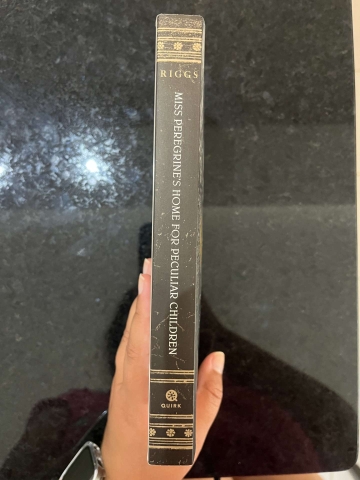 RIGGS
MISS PEREGRINE'S HOME FOR PECULIAR CHILDREN
QUIRK